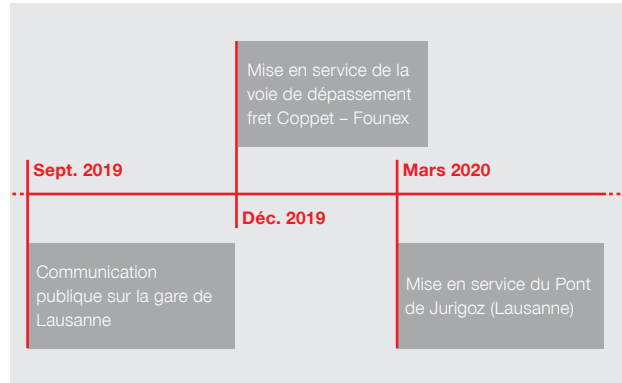 Mise en service de la
voie de dépassement
fret Coppet – Founex
Sept. 2019
Mars 2020
Déc. 2019
Communication
publique sur la gare de
Lausanne
Mise en service du Pont
de Jurigoz (Lausanne)